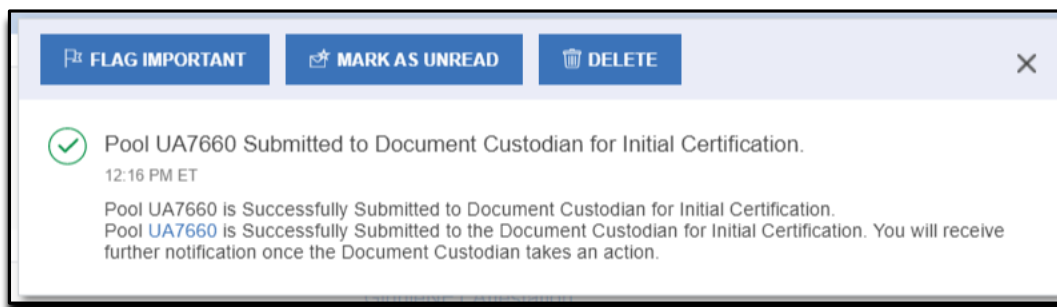 FLAG IMPORTANT MARK AS UNREAD DELETE
Pool UA7660 Submitted to Document Custodian for Initial Certification.
12:16 PM ET
Pool UA7660 is Successfully Submitted to Document Custodian for Initial Certification.
Pool UA7660 is Successfully Submitted to the Document Custodian for Initial Certification. You will receive
further notification once the Document Custodian takes an action.